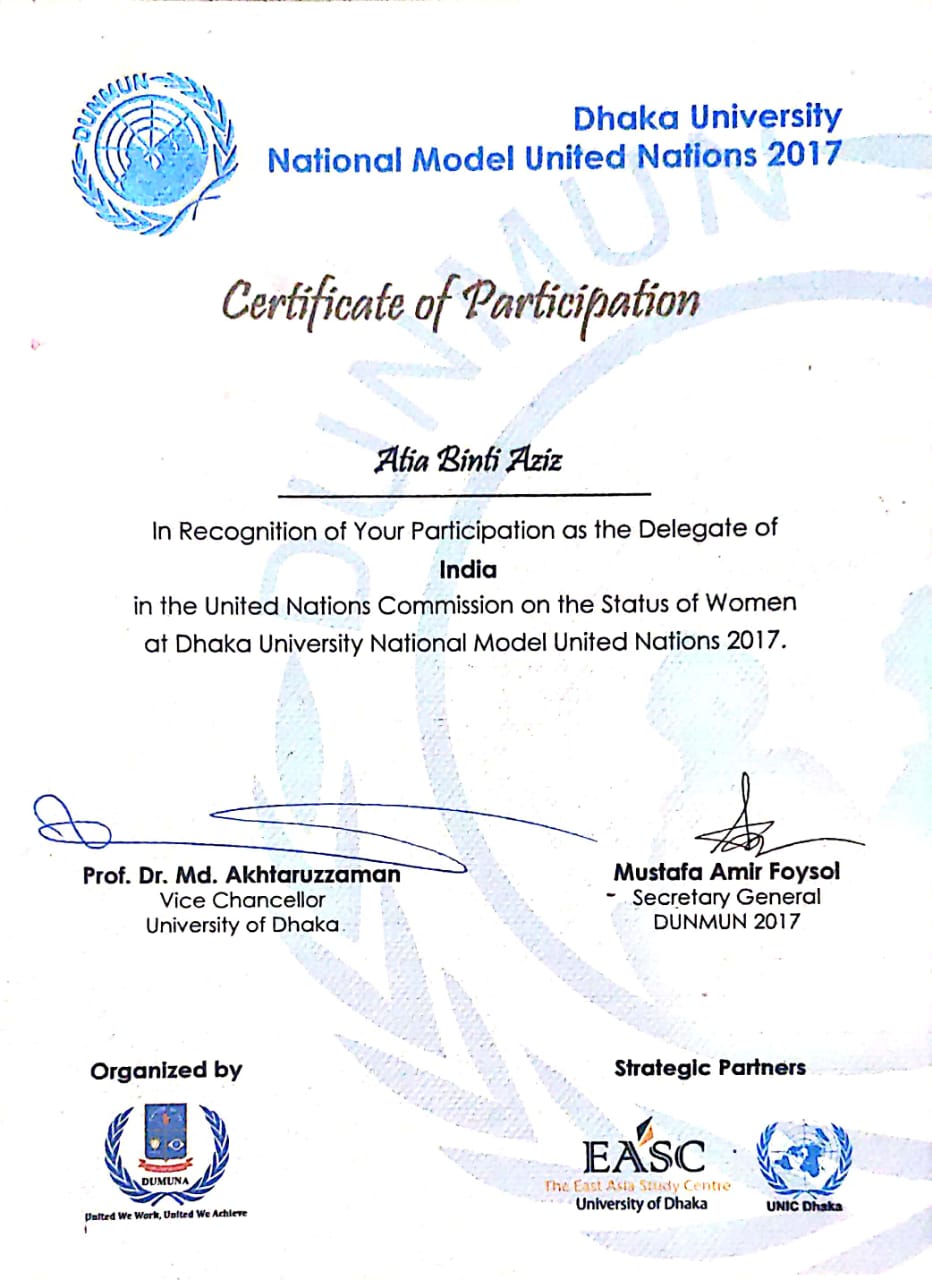 DUNMUN
Dhaka University
National Model United Nations 2017
DUNMUN
Certificate of Participation
Atia Binti Aziz
In Recognition of Your Participation as the Delegate of
India
in the United Nations Commission on the Status of Women
at Dhaka University National Model United Nations 2017.
Prof. Dr. Md. Akhtaruzzaman
Vice Chancellor
University of Dhaka
Mustafa Amir Foysol
Secretary General
DUNMUN 2017
Organized by
DUMUNA
United We Work, United We Achieve
Strategic Partners
EASC
The East Asia Study Centre
University of Dhaka
UNIC Dhaka